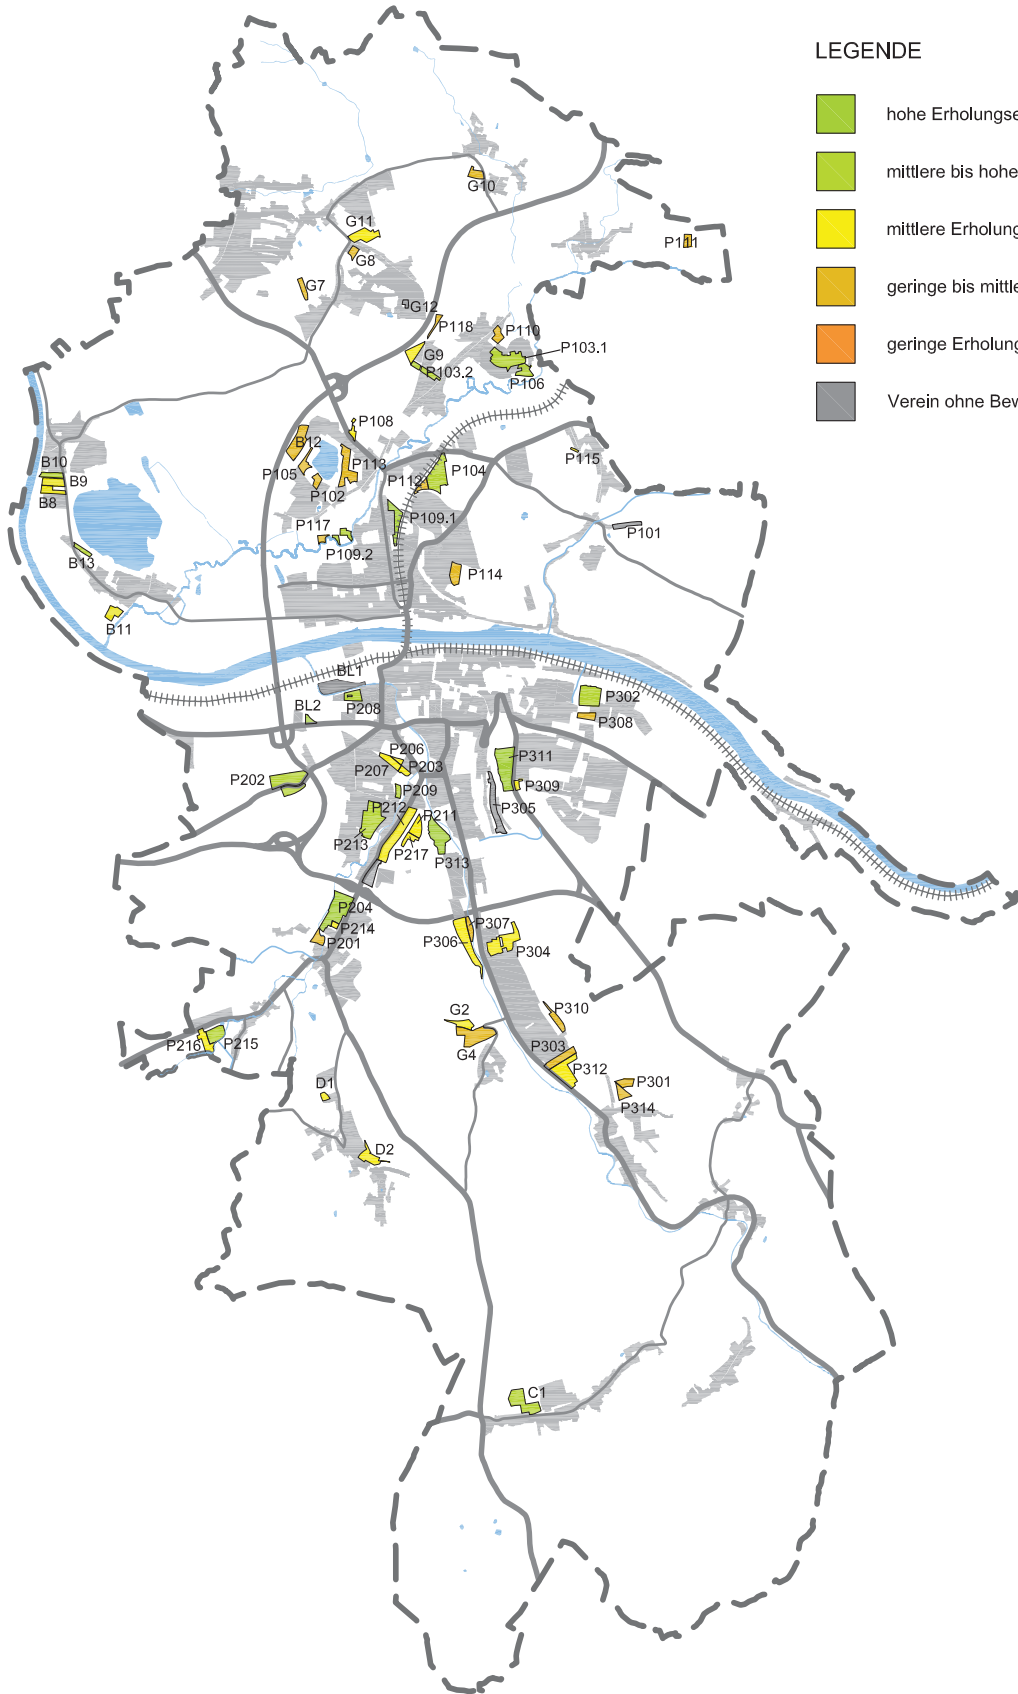 LEGENDE
hohe Erholungse
mittlere bis hohe
mittlere Erholung
geringe bis mittle
geringe Erholung
Verein ohne Bew
G10
G11
P111
G8
G7
G12
P118
P110
P103.1
G9
P103.2
P106
P108
B12
P113
P105
P104
P115
P102
P112
B10
B9
B8
P109.1
P101
P117
P109.2
B13
P114
B11
BL1
P302
P208
BL2
P308
P206
P311
P203
P207
P202
P309
P209
P305
P212
P211
P213
P217
P313
P204
P214
P307
P201
P306
P304
G2
P310
P216
P215
G4
P303
P312
D1
P301
P314
D2
C1